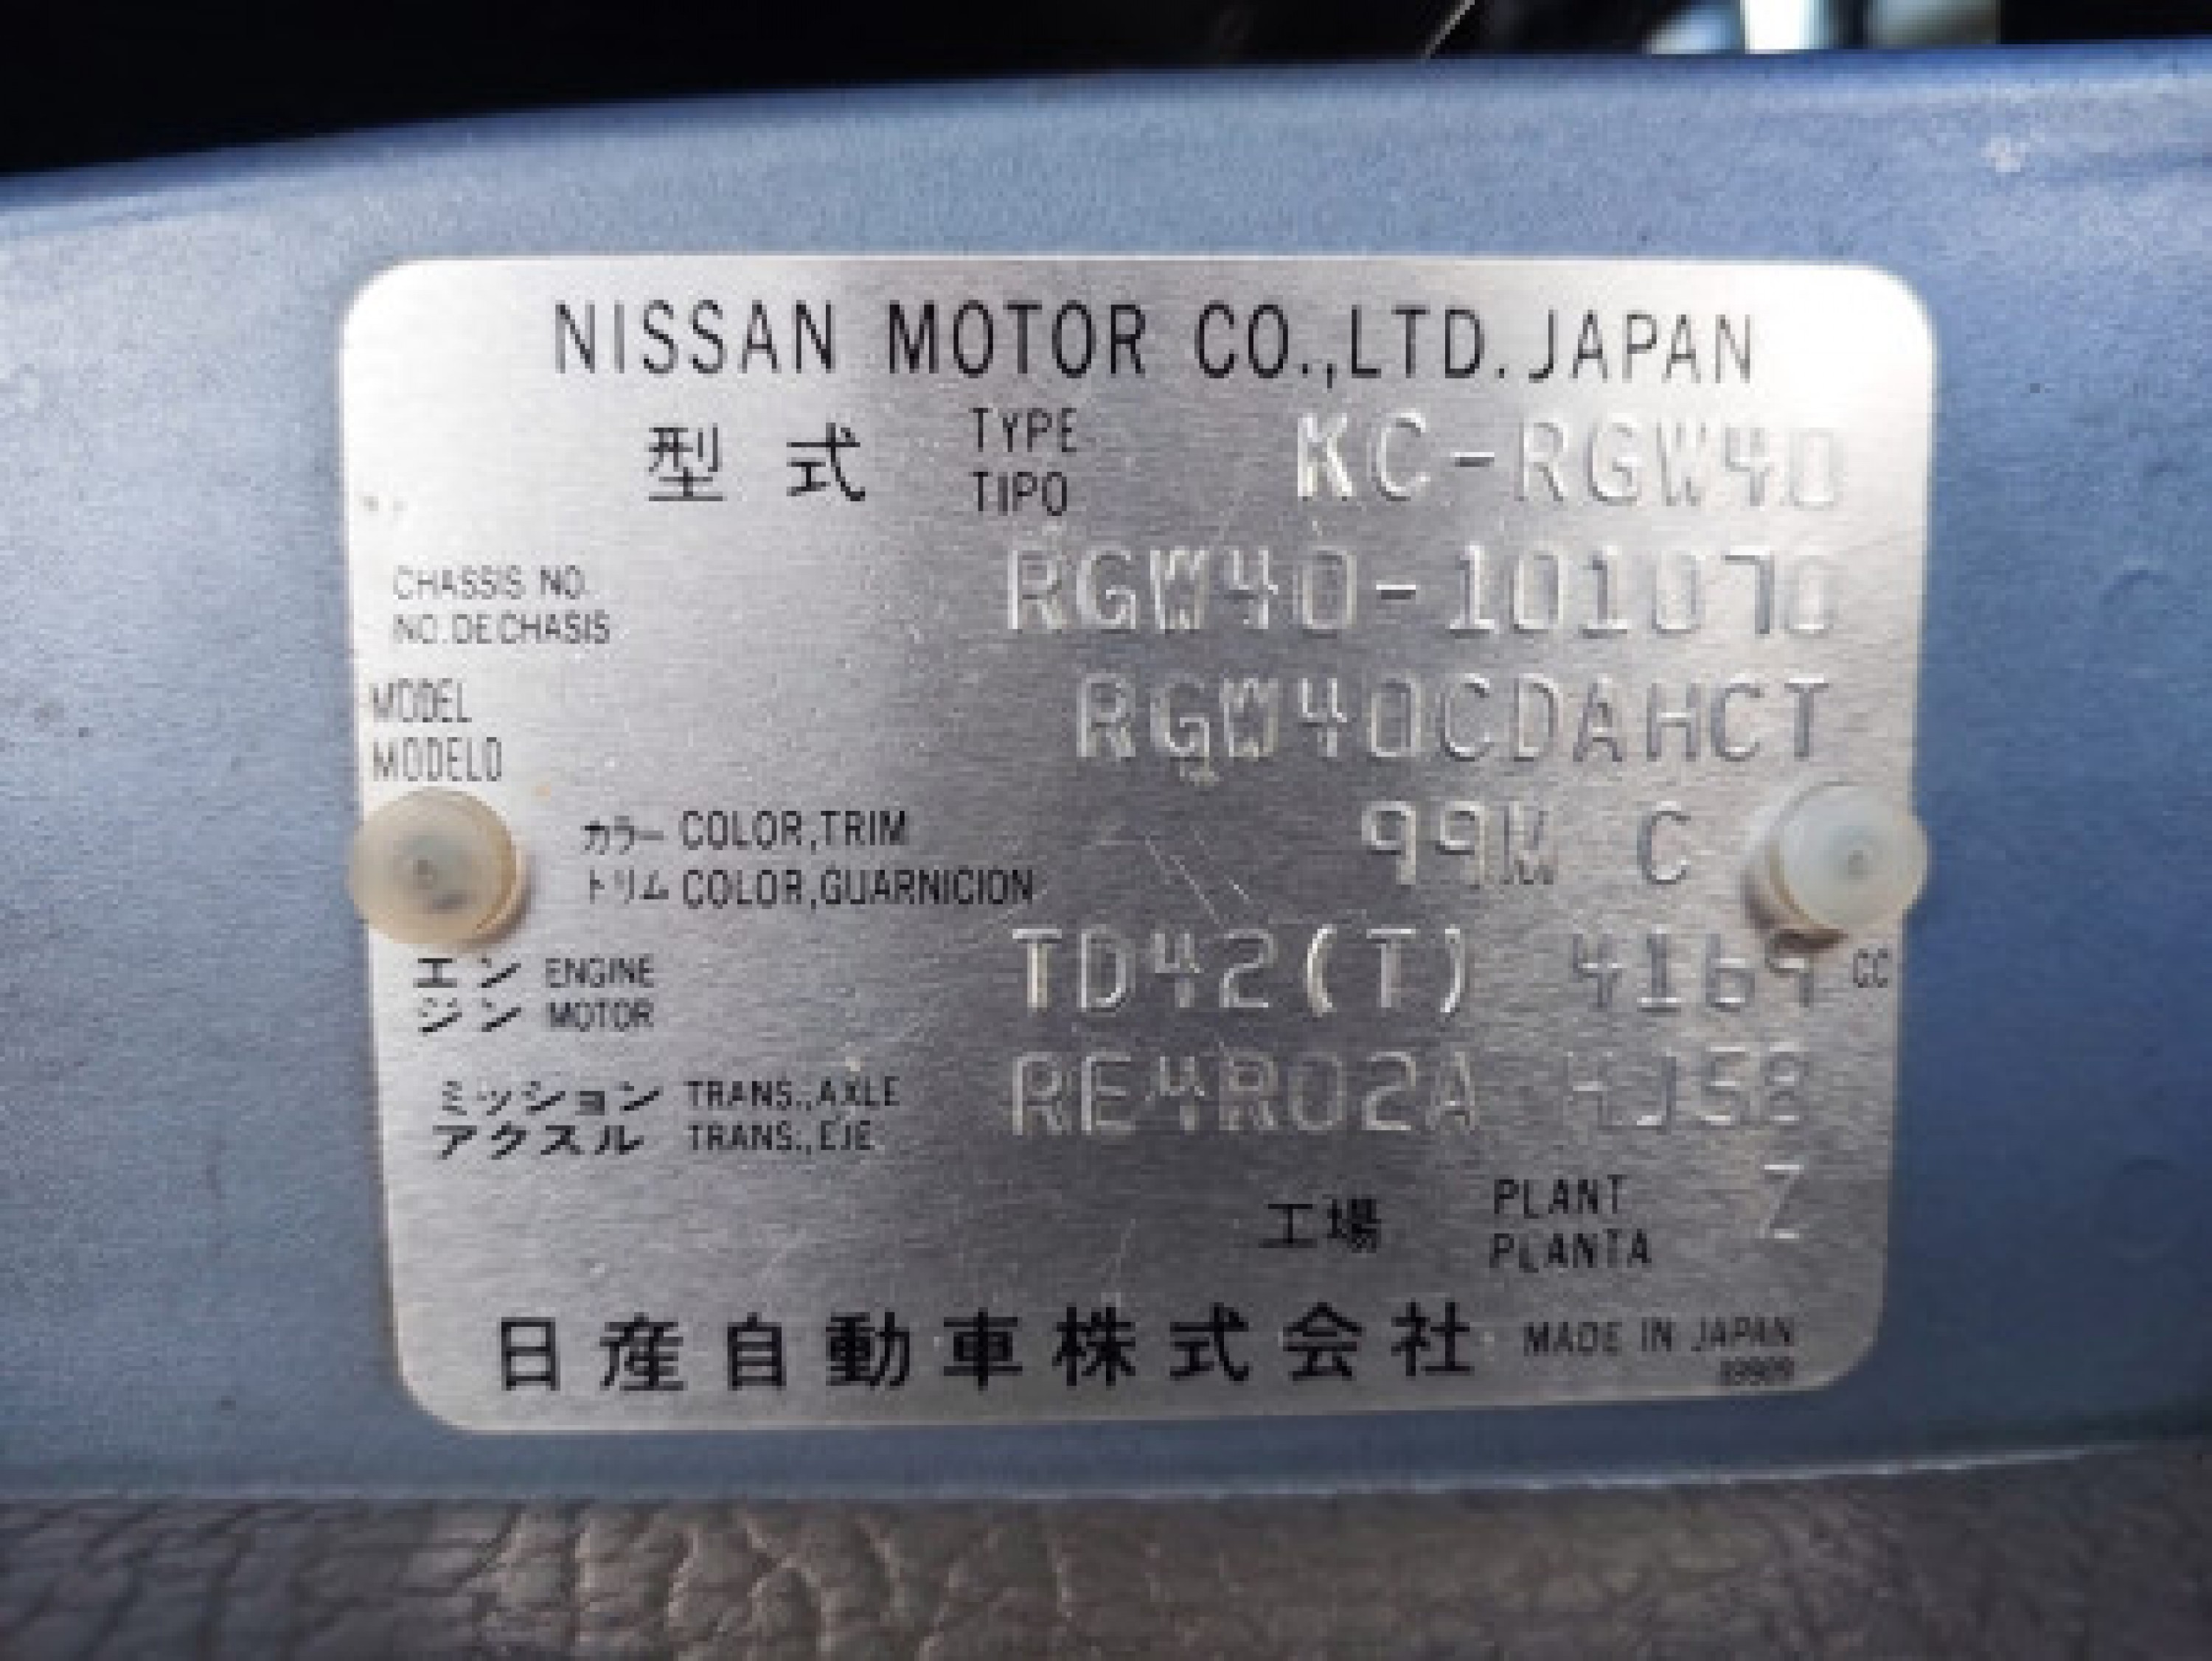 NISSAN MOTOR CO.,LTD. JAPAN
型式 TYPE TIPO KC-RGW40
CHASSIS NO. NO. DE CHASIS RGW40-101070
MODEL MODELO RGW40CDAHCT
カラー COLOR,TRIM
トリム COLOR,GUARNICION
99M C
エンジン ENGINE MOTOR TD42(T) 4169 CC
ミッション TRANS.,AXLE
アクスル TRANS.,EJE
RE4R02A HJ58
工場 PLANT PLANTA Z
日産自動車株式会社 MADE IN JAPAN